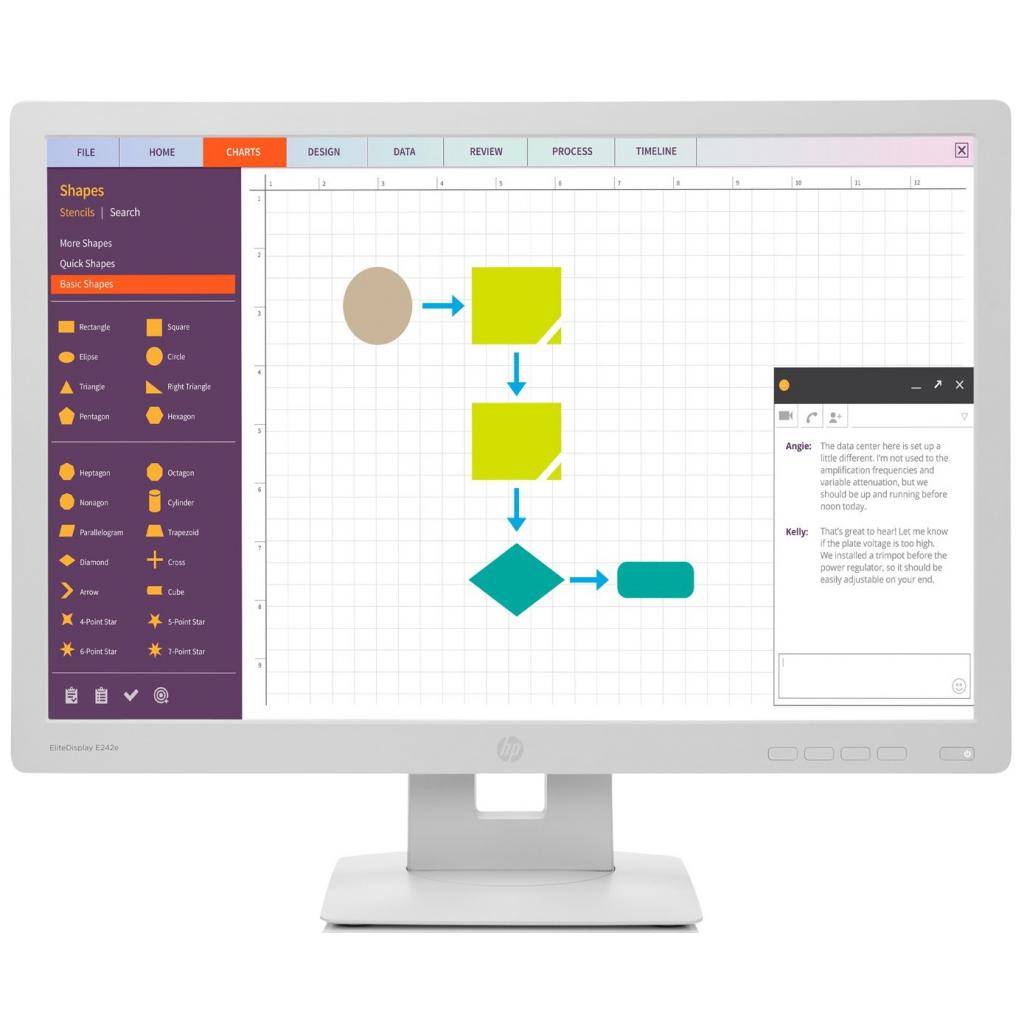 FILE HOME CHARTS DESIGN DATA REVIEW PROCESS TIMELINE
Shapes
Stencils | Search
More Shapes
Quick Shapes
Basic Shapes
Rectangle Square
Elipse Circle
Triangle Right Triangle
Pentagon Hexagon
Heptagon Octagon
Nonagon Cylinder
Parallelogram Trapezoid
Diamond Cross
Arrow Cube
4-Point Star 5-Point Star
6-Point Star 7-Point Star
1 2 3 4 5 6 7 8 9 10 11 12
1
2
3
4
5
6
7
8
9
Angie: The data center here is set up a
little different. I'm not used to the
amplification frequencies and
variable attenuation, but we
should be up and running before
noon today.
Kelly: That's great to hear! Let me know
if the plate voltage is too high.
We installed a trimpot before the
power regulator, so it should be
easily adjustable on your end.
EliteDisplay E242e
hp